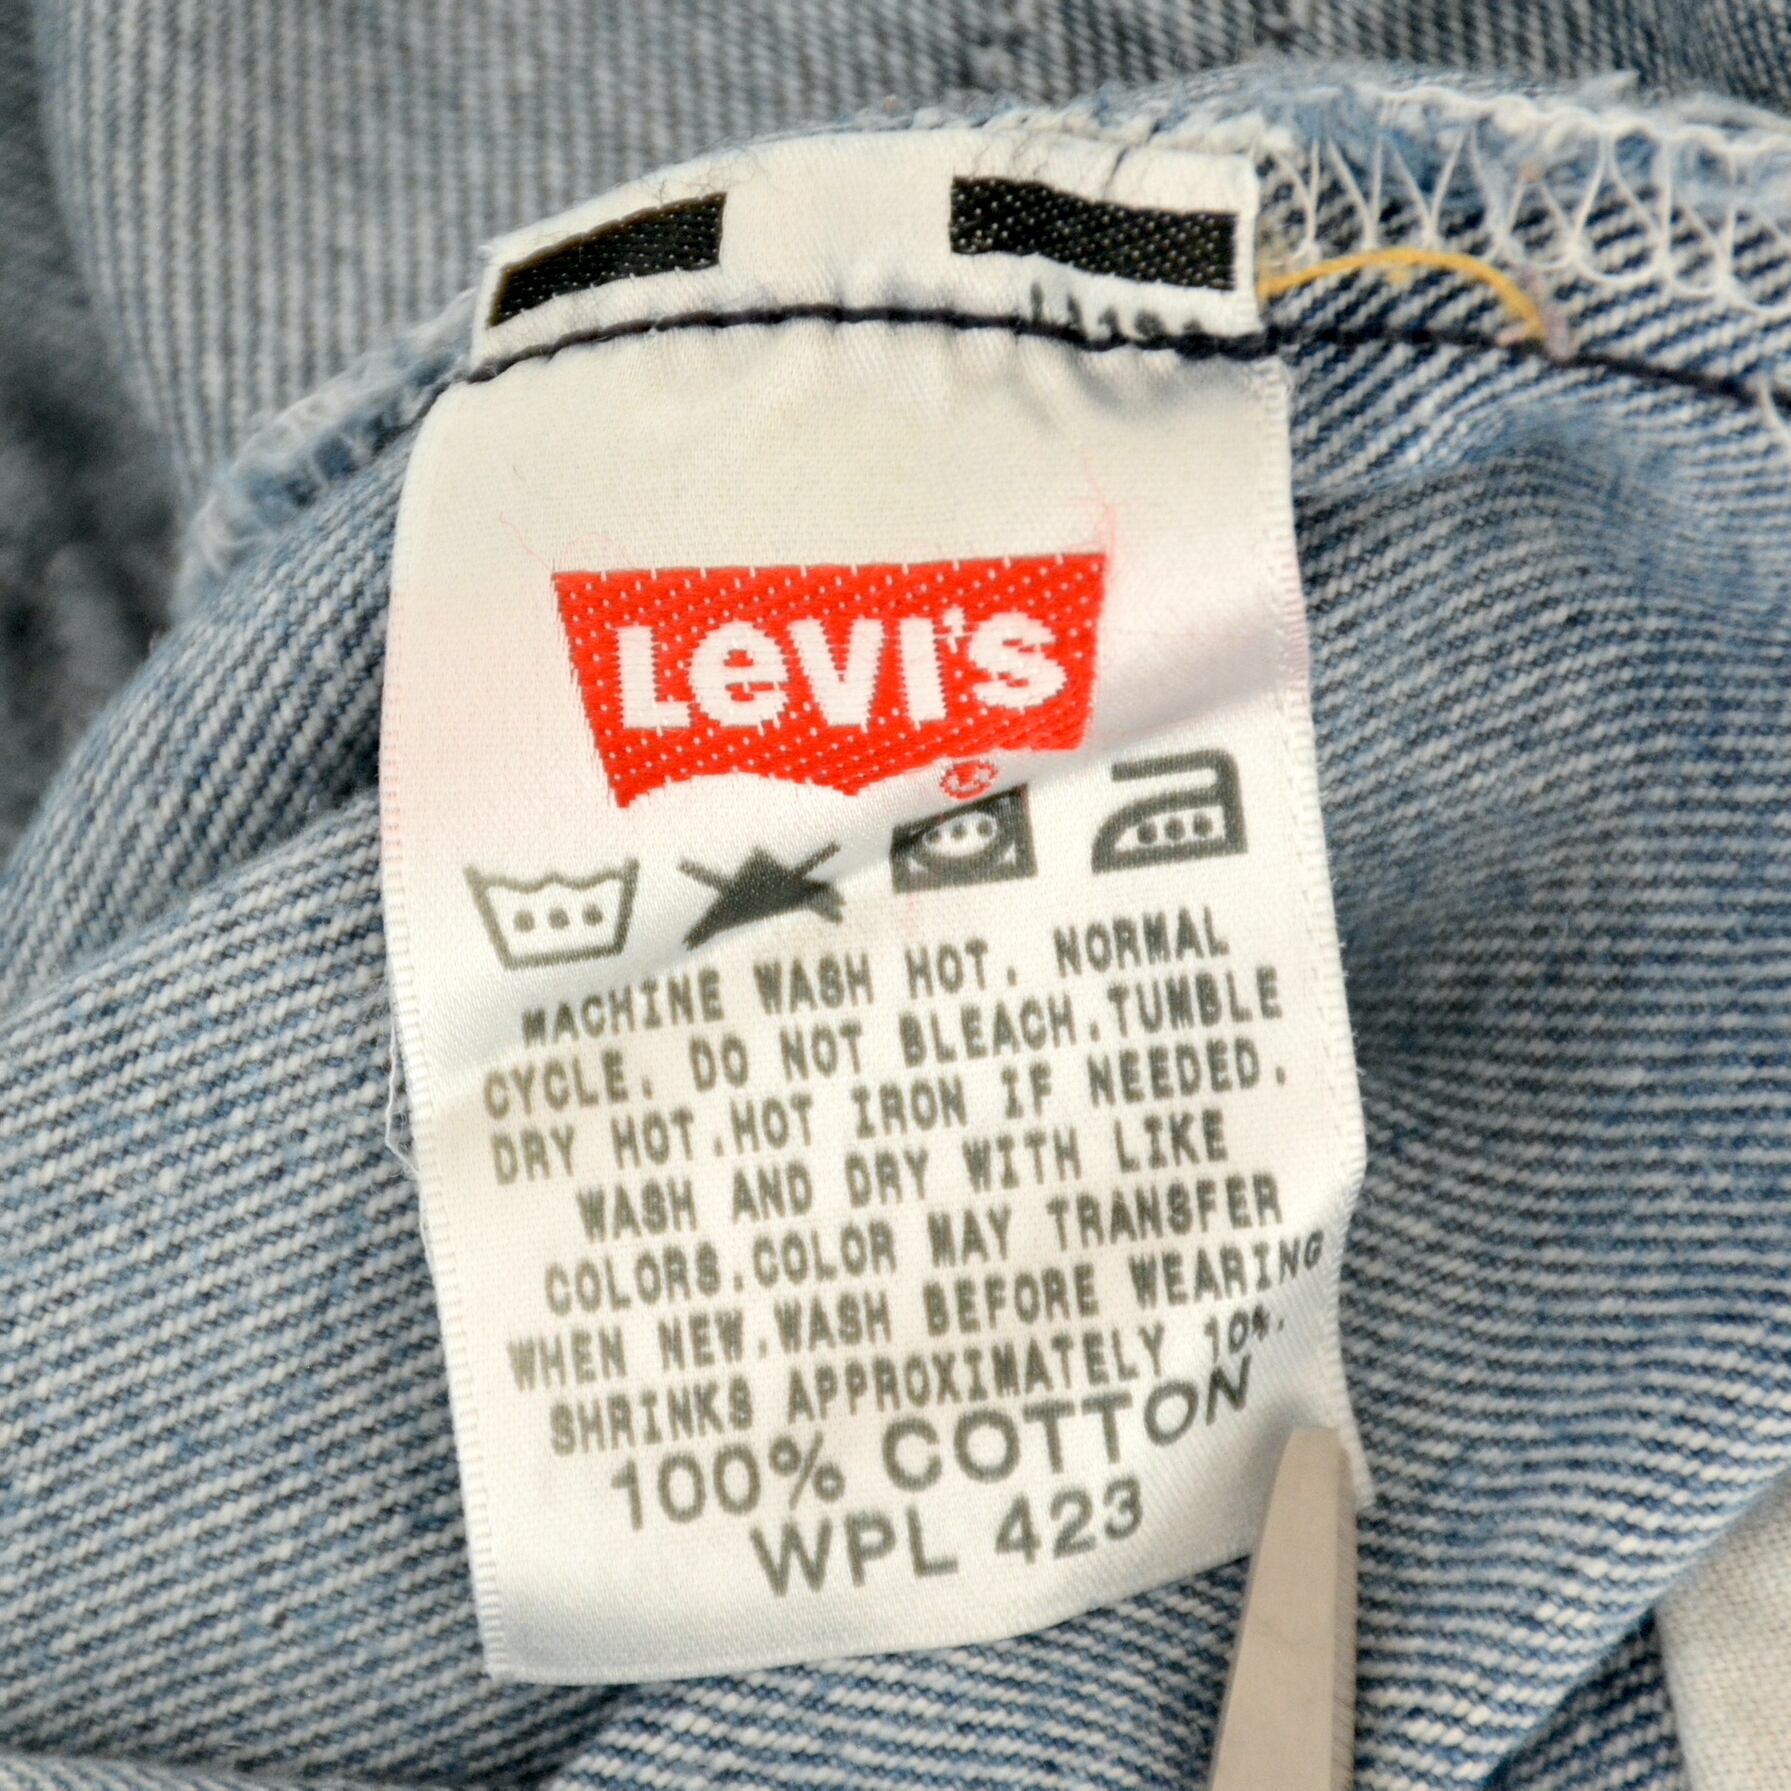 LEVI'S
MACHINE WASH HOT. NORMAL
CYCLE. DO NOT BLEACH.TUMBLE
DRY HOT.HOT IRON IF NEEDED.
WASH AND DRY WITH LIKE
COLORS.COLOR MAY TRANSFER
WHEN NEW.WASH BEFORE WEARING
SHRINKS APPROXIMATELY 10%.
100% COTTON
WPL 423